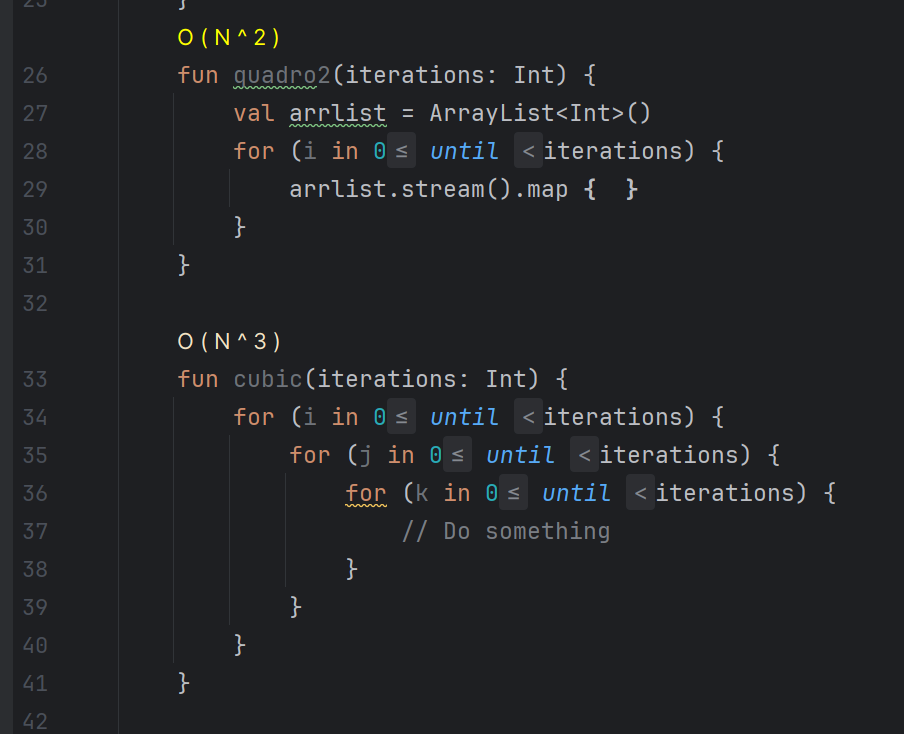 25 }
O(N^2)
26 fun quadro2(iterations: Int) {
27 val arrlist = ArrayList<Int>()
28 for (i in 0 ≤ until < iterations) {
29 arrlist.stream().map { }
30 }
31 }
32
O(N^3)
33 fun cubic(iterations: Int) {
34 for (i in 0 ≤ until < iterations) {
35 for (j in 0 ≤ until < iterations) {
36 for (k in 0 ≤ until < iterations) {
37 // Do something
38 }
39 }
40 }
41 }
42